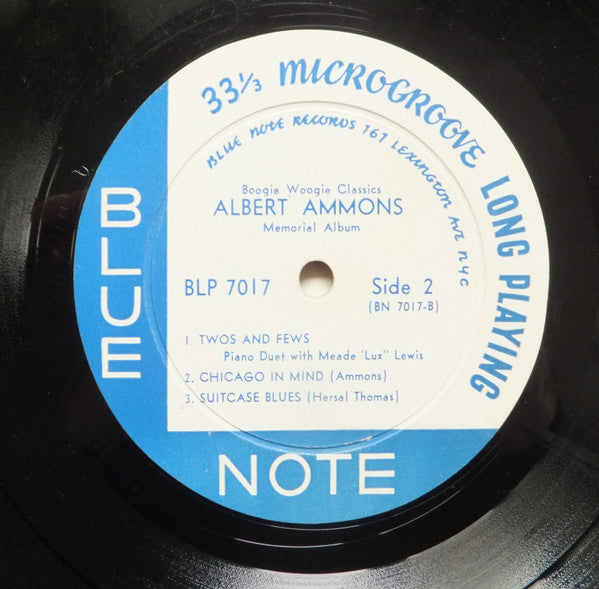 33⅓ MICROGROOVE LONG PLAYING
BLUE NOTE RECORDS 767 LEXINGTON AVE NYC
Boogie Woogie Classics
ALBERT AMMONS
Memorial Album
BLP 7017
Side 2
(BN 7017-B)
1. TWOS AND FEWS
Piano Duet with Meade 'Lux" Lewis
2. CHICAGO IN MIND (Ammons)
3. SUITCASE BLUES (Hersal Thomas)
BLUE
NOTE